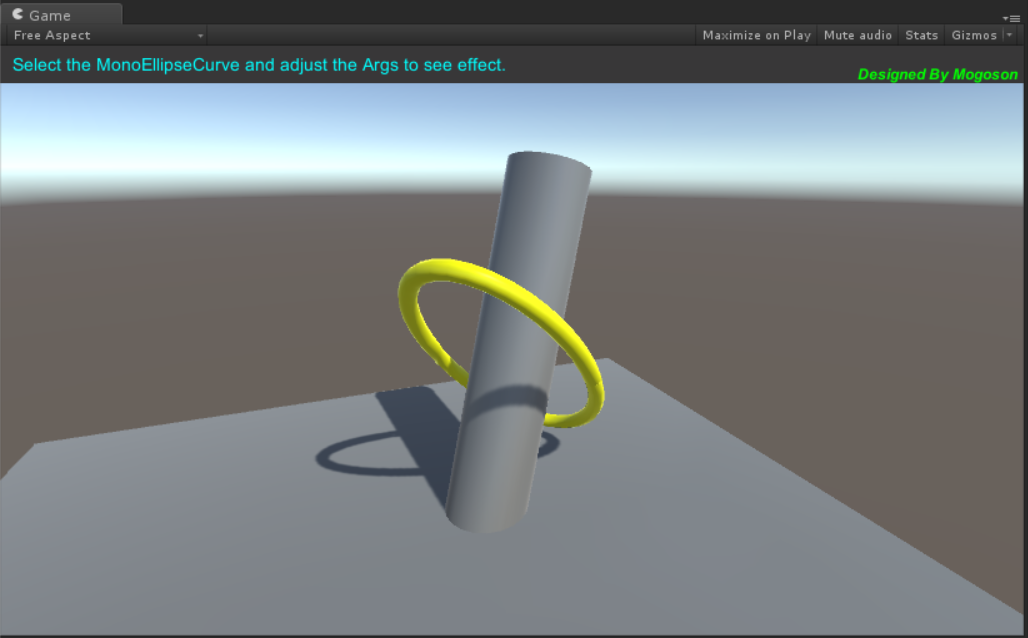 Game
Free Aspect
Maximize on Play
Mute audio
Stats
Gizmos
Select the MonoEllipseCurve and adjust the Args to see effect.
Designed By Mogoson